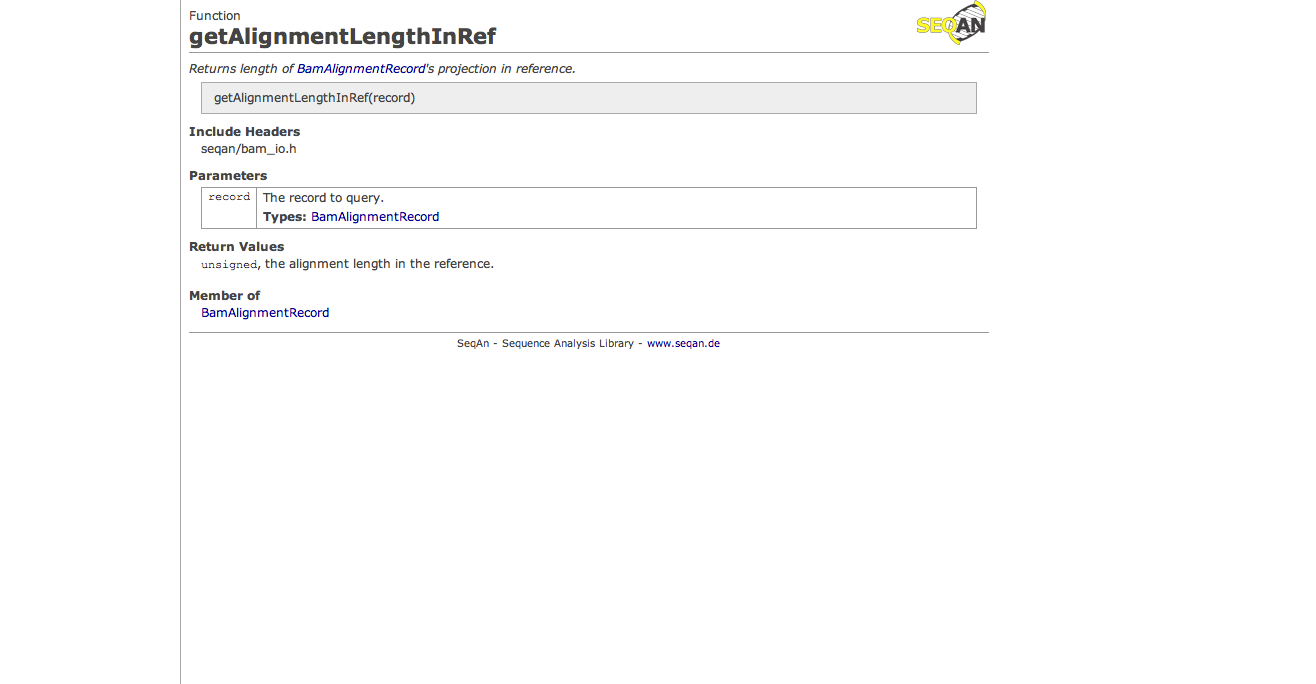 Function
SEQAN
getAlignmentLengthInRef
Returns length of BamAlignmentRecord's projection in reference.
getAlignmentLengthInRef(record)
Include Headers
seqan/bam_io.h
Parameters
record The record to query.
Types: BamAlignmentRecord
Return Values
unsigned, the alignment length in the reference.
Member of
BamAlignmentRecord
SeqAn - Sequence Analysis Library - www.seqan.de